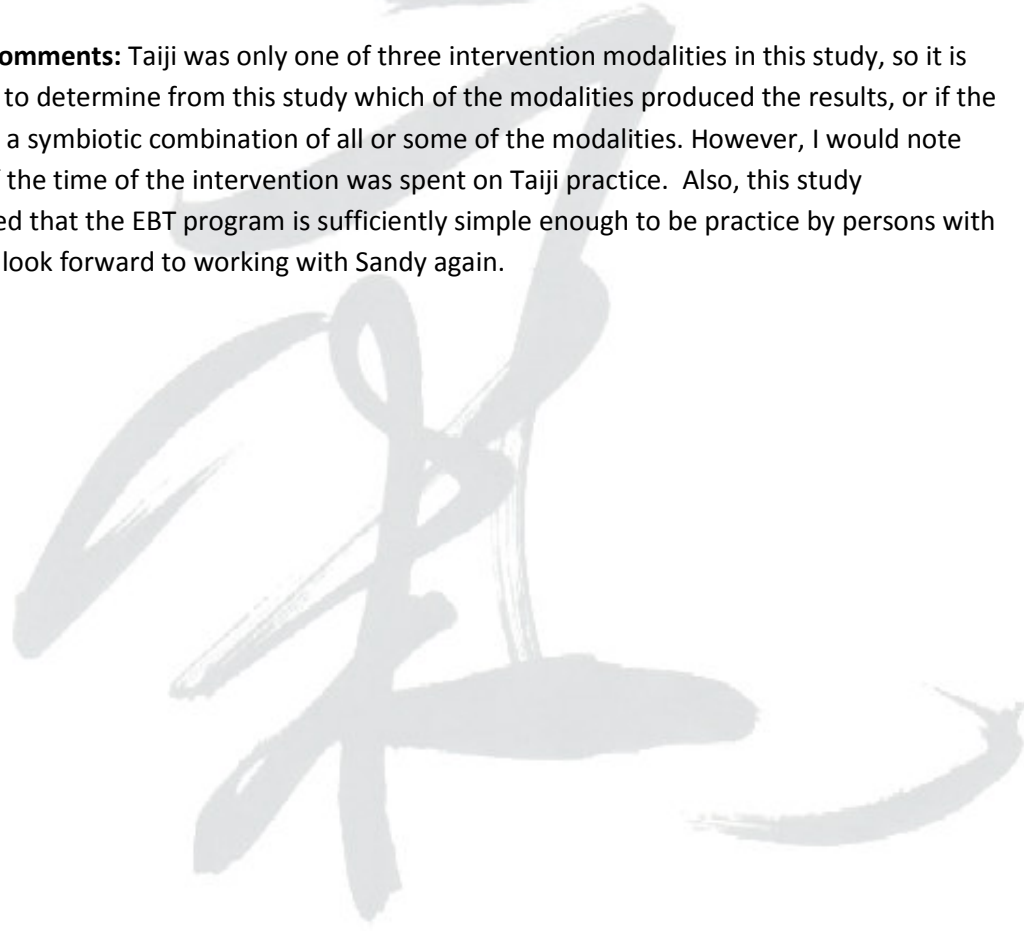 omments: Taiji was only one of three intervention modalities in this study, so it is
to determine from this study which of the modalities produced the results, or if the
a symbiotic combination of all or some of the modalities. However, I would note
the time of the intervention was spent on Taiji practice. Also, this study
ed that the EBT program is sufficiently simple enough to be practice by persons with
look forward to working with Sandy again.